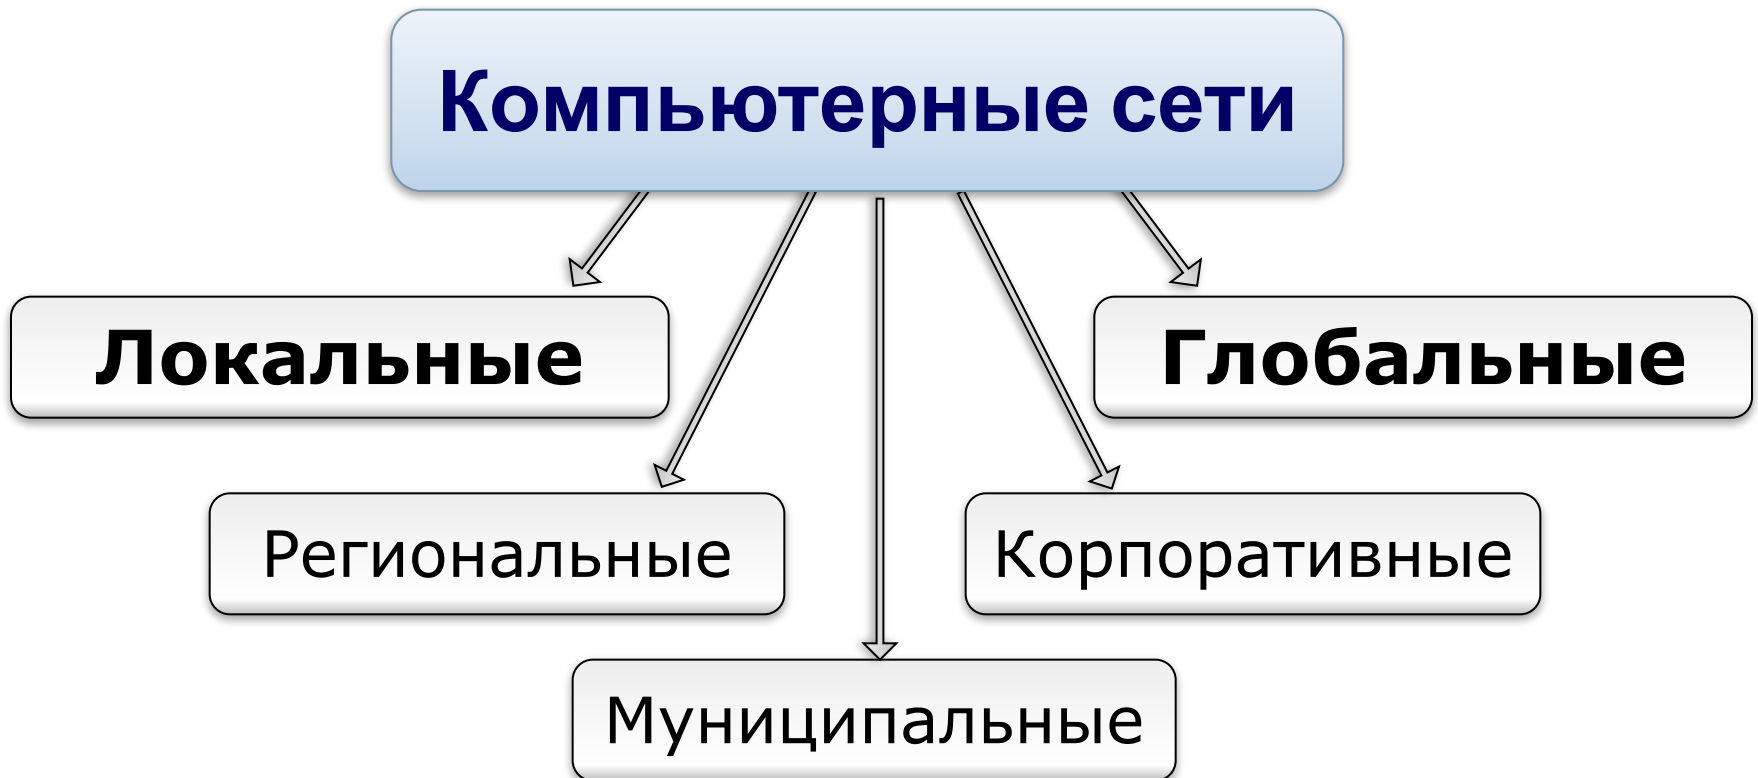 Компьютерные сети
Локальные
Глобальные
Региональные
Корпоративные
Муниципальные